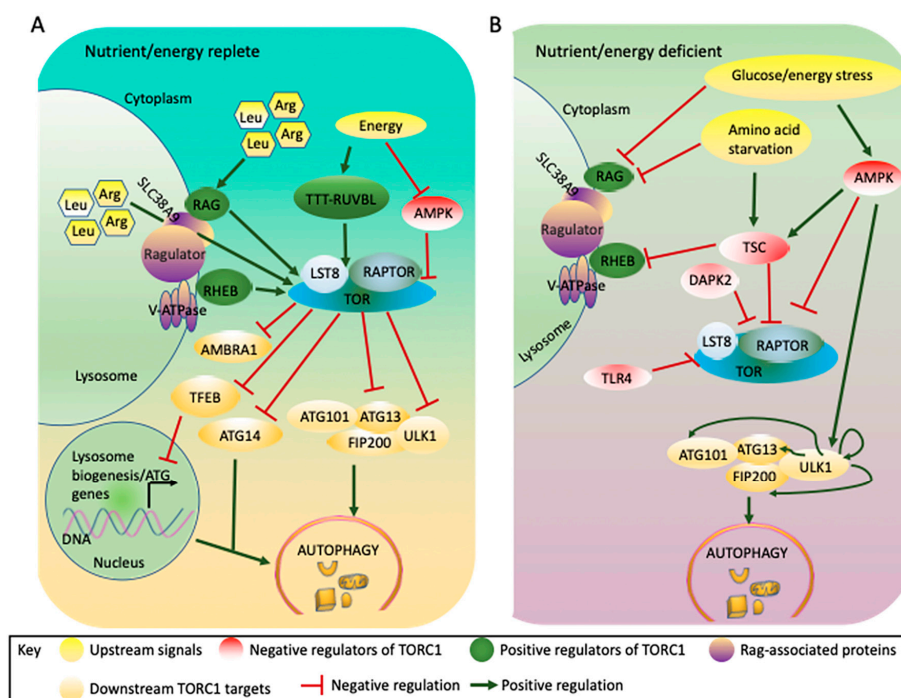 A
Nutrient/energy replete
Cytoplasm
Leu
Arg
Leu
Arg
Energy
SLC38A9
RAG
TTT-RUVBL
AMPK
Leu
Arg
Leu
Arg
Ragulator
LST8
RAPTOR
TOR
RHEB
V-ATPase
AMBRA1
Lysosome
TFEB
ATG14
ATG101
ATG13
FIP200
ULK1
Lysosome
biogenesis/ATG
genes
DNA
Nucleus
AUTOPHAGY
B
Nutrient/energy deficient
Glucose/energy stress
Cytoplasm
Amino acid
starvation
SLC38A9
RAG
AMPK
Ragulator
TSC
RHEB
DAPK2
V-ATPase
LST8
RAPTOR
TOR
Lysosome
TLR4
ATG101
ATG13
FIP200
ULK1
AUTOPHAGY
Key
Upstream signals
Negative regulators of TORC1
Positive regulators of TORC1
Rag-associated proteins
Downstream TORC1 targets
Negative regulation
Positive regulation